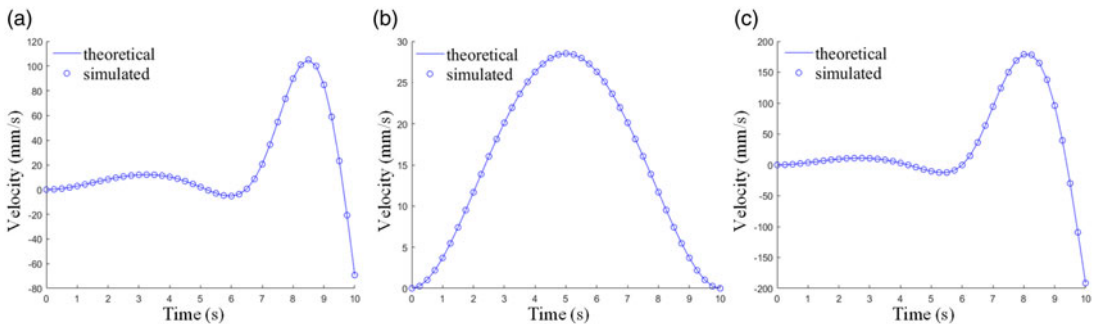 (a)
120
100
80
60
40
20
0
-20
-40
-60
-80
Velocity (mm/s)
theoretical
simulated
0 1 2 3 4 5 6 7 8 9 10
Time (s)
(b)
30
25
20
15
10
5
0
Velocity (mm/s)
theoretical
simulated
0 1 2 3 4 5 6 7 8 9 10
Time (s)
(c)
200
150
100
50
0
-50
-100
-150
-200
Velocity (mm/s)
theoretical
simulated
0 1 2 3 4 5 6 7 8 9 10
Time (s)